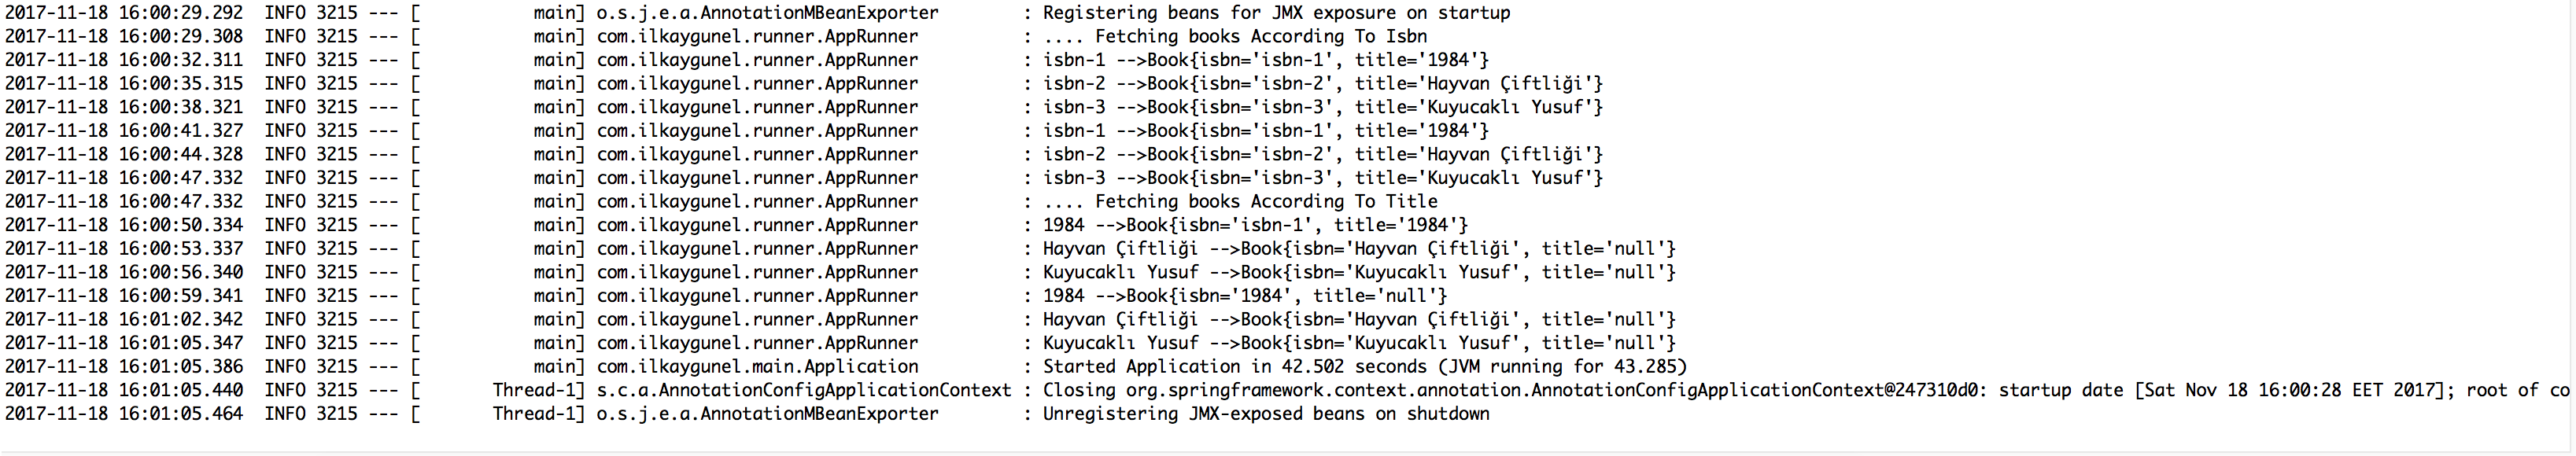 2017-11-18 16:00:29.292  INFO 3215 --- [           main] o.s.j.e.a.AnnotationMBeanExporter        : Registering beans for JMX exposure on startup
2017-11-18 16:00:29.308  INFO 3215 --- [           main] com.ilkaygunel.runner.AppRunner          : .... Fetching books According To Isbn
2017-11-18 16:00:32.311  INFO 3215 --- [           main] com.ilkaygunel.runner.AppRunner          : isbn-1 -->Book{isbn='isbn-1', title='1984'}
2017-11-18 16:00:35.315  INFO 3215 --- [           main] com.ilkaygunel.runner.AppRunner          : isbn-2 -->Book{isbn='isbn-2', title='Hayvan Çiftliği'}
2017-11-18 16:00:38.321  INFO 3215 --- [           main] com.ilkaygunel.runner.AppRunner          : isbn-3 -->Book{isbn='isbn-3', title='Kuyucaklı Yusuf'}
2017-11-18 16:00:41.327  INFO 3215 --- [           main] com.ilkaygunel.runner.AppRunner          : isbn-1 -->Book{isbn='isbn-1', title='1984'}
2017-11-18 16:00:44.328  INFO 3215 --- [           main] com.ilkaygunel.runner.AppRunner          : isbn-2 -->Book{isbn='isbn-2', title='Hayvan Çiftliği'}
2017-11-18 16:00:47.332  INFO 3215 --- [           main] com.ilkaygunel.runner.AppRunner          : isbn-3 -->Book{isbn='isbn-3', title='Kuyucaklı Yusuf'}
2017-11-18 16:00:47.332  INFO 3215 --- [           main] com.ilkaygunel.runner.AppRunner          : .... Fetching books According To Title
2017-11-18 16:00:50.334  INFO 3215 --- [           main] com.ilkaygunel.runner.AppRunner          : 1984 -->Book{isbn='isbn-1', title='1984'}
2017-11-18 16:00:53.337  INFO 3215 --- [           main] com.ilkaygunel.runner.AppRunner          : Hayvan Çiftliği -->Book{isbn='Hayvan Çiftliği', title='null'}
2017-11-18 16:00:56.340  INFO 3215 --- [           main] com.ilkaygunel.runner.AppRunner          : Kuyucaklı Yusuf -->Book{isbn='Kuyucaklı Yusuf', title='null'}
2017-11-18 16:00:59.341  INFO 3215 --- [           main] com.ilkaygunel.runner.AppRunner          : 1984 -->Book{isbn='1984', title='null'}
2017-11-18 16:01:02.342  INFO 3215 --- [           main] com.ilkaygunel.runner.AppRunner          : Hayvan Çiftliği -->Book{isbn='Hayvan Çiftliği', title='null'}
2017-11-18 16:01:05.347  INFO 3215 --- [           main] com.ilkaygunel.runner.AppRunner          : Kuyucaklı Yusuf -->Book{isbn='Kuyucaklı Yusuf', title='null'}
2017-11-18 16:01:05.386  INFO 3215 --- [           main] com.ilkaygunel.main.Application          : Started Application in 42.502 seconds (JVM running for 43.285)
2017-11-18 16:01:05.440  INFO 3215 --- [       Thread-1] s.c.a.AnnotationConfigApplicationContext : Closing org.springframework.context.annotation.AnnotationConfigApplicationContext@247310d0: startup date [Sat Nov 18 16:00:28 EET 2017]; root of co
2017-11-18 16:01:05.464  INFO 3215 --- [       Thread-1] o.s.j.e.a.AnnotationMBeanExporter        : Unregistering JMX-exposed beans on shutdown